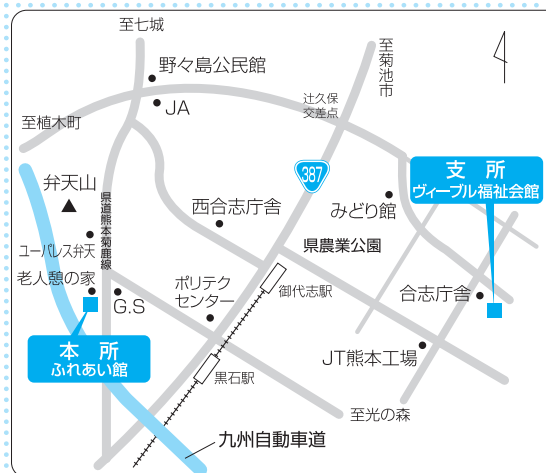 至七城
野々島公民館
JA
至植木町
辻久保
交差点
至菊池市
387
支所
ヴィーブル福祉会館
弁天山
県道熊本菊鹿線
西合志庁舎
みどり館
県農業公園
ユーパレス弁天
老人憩の家
G.S
ポリテク
センター
御代志駅
合志庁舎
本所
ふれあい館
黒石駅
JT熊本工場
至光の森
九州自動車道